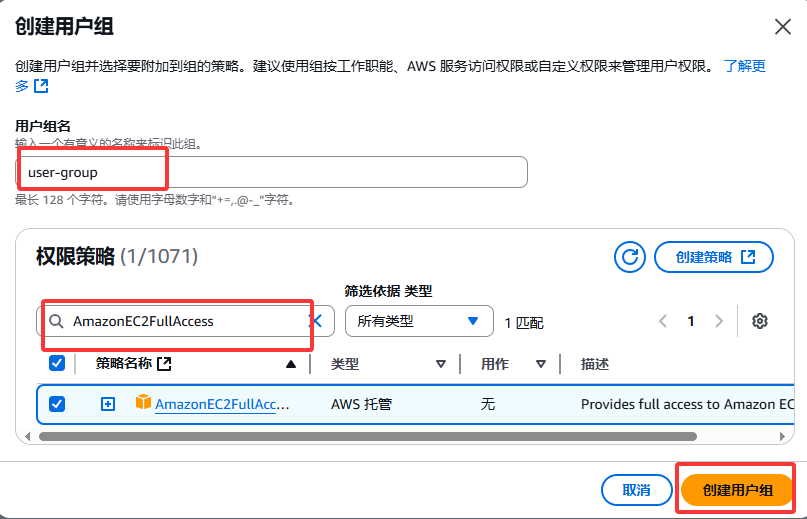 创建用户组
创建用户组并选择要附加到组的策略。建议使用组按工作职能、AWS 服务访问权限或自定义权限来管理用户权限。 了解更
多
用户组名
输入一个有意义的名称来标识此组。
user-group
最长 128 个字符。请使用字母数字和“+=,.@-_”字符。
权限策略 (1/1071)
创建策略
筛选依据 类型
AmazonEC2FullAccess
所有类型
1 匹配
1
策略名称
类型
用作
描述
AmazonEC2FullAcc...
AWS 托管
无
Provides full access to Amazon EC
取消
创建用户组